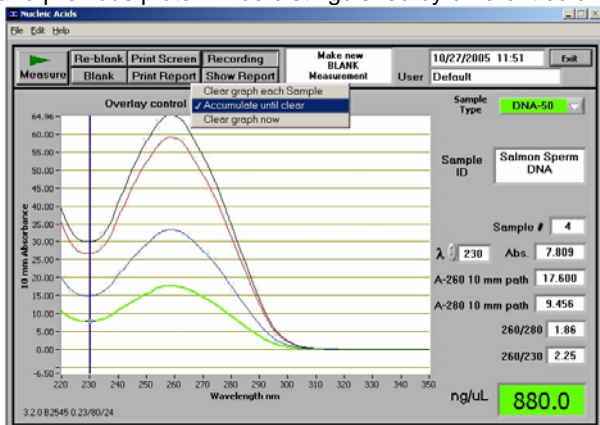 Nucleic Acids
File Edit Help
Measure
Re-blank Print Screen Recording
Blank Print Report Show Report
Make new
BLANK
Measurement
10/27/2005 11:51
Exit
User Default
Overlay control
Clear graph each Sample
✓ Accumulate until clear
Clear graph now
Sample
Type
DNA-50
Sample
ID
Salmon Sperm
DNA
Sample # 4
λ 230 Abs. 7.809
A-260 10 mm path 17.600
A-280 10 mm path 9.456
260/280 1.86
260/230 2.25
ng/uL 880.0
10 mm Absorbance
64.96
60.00
55.00
50.00
45.00
40.00
35.00
30.00
25.00
20.00
15.00
10.00
5.00
0.00
-6.50
220 230 240 250 260 270 280 290 300 310 320 330 340 350
Wavelength nm
3.2.0 B2545 0.23/80/24